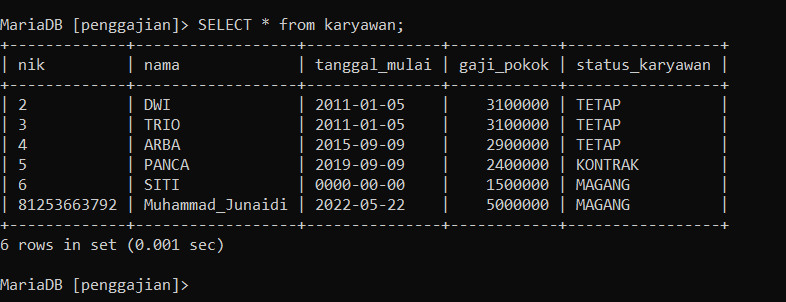 MariaDB [penggajian]> SELECT * from karyawan;
+-------------+------------------+---------------+------------+-----------------+
| nik         | nama             | tanggal_mulai | gaji_pokok | status_karyawan |
+-------------+------------------+---------------+------------+-----------------+
| 2           | DWI              | 2011-01-05    |    3100000 | TETAP           |
| 3           | TRIO             | 2011-01-05    |    3100000 | TETAP           |
| 4           | ARBA             | 2015-09-09    |    2900000 | TETAP           |
| 5           | PANCA            | 2019-09-09    |    2400000 | KONTRAK         |
| 6           | SITI             | 0000-00-00    |    1500000 | MAGANG          |
| 81253663792 | Muhammad_Junaidi | 2022-05-22    |    5000000 | MAGANG          |
+-------------+------------------+---------------+------------+-----------------+
6 rows in set (0.001 sec)
MariaDB [penggajian]>